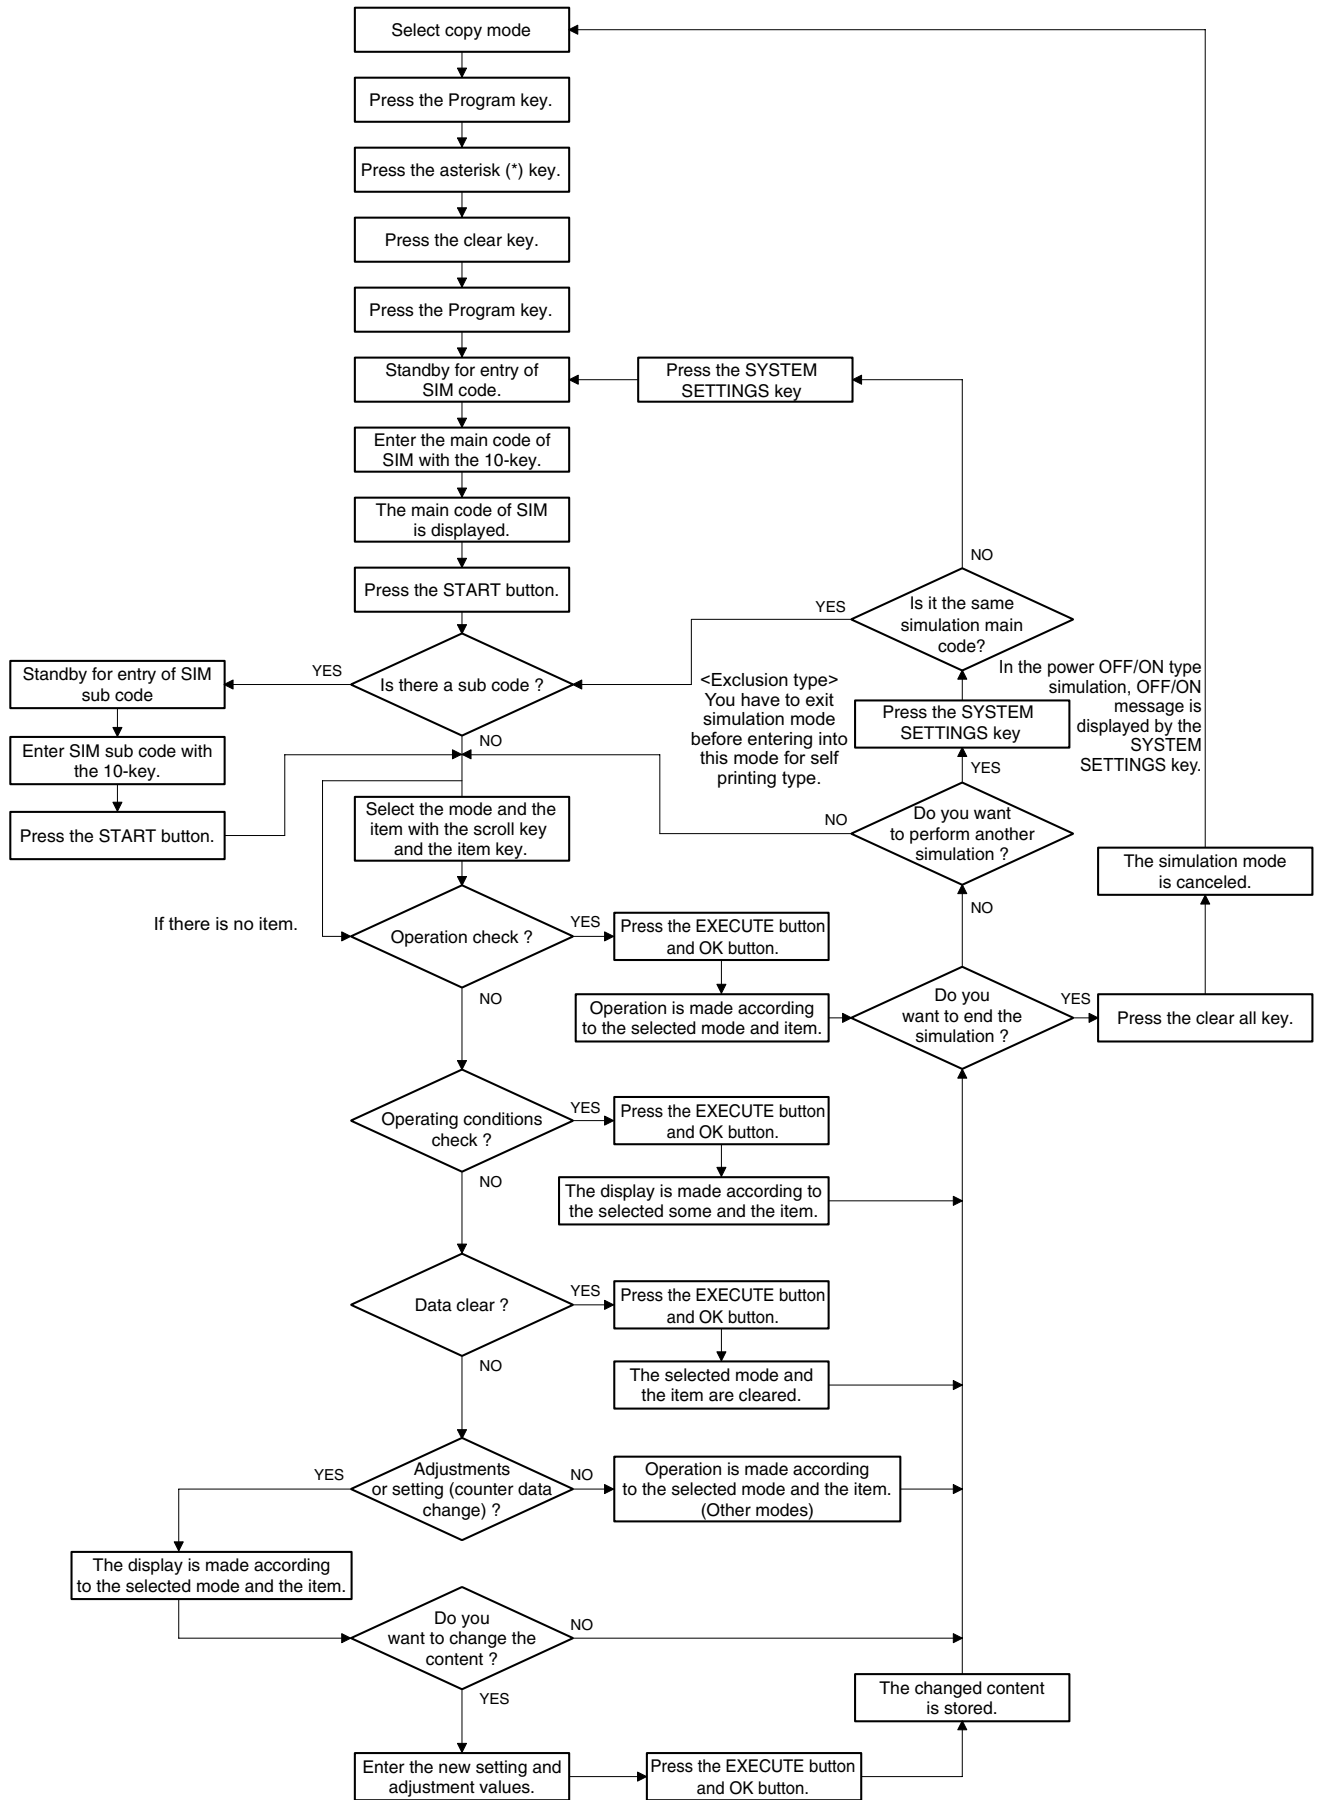 Select copy mode
Press the Program key.
Press the asterisk (*) key.
Press the clear key.
Press the Program key.
Standby for entry of
SIM code.
Press the SYSTEM
SETTINGS key
Enter the main code of
SIM with the 10-key.
The main code of SIM
is displayed.
Press the START button.
NO
YES
Is it the same
simulation main
code?
Standby for entry of SIM
sub code
YES
Is there a sub code ?
<Exclusion type>
You have to exit
simulation mode
before entering into
this mode for self
printing type.
In the power OFF/ON type
simulation, OFF/ON
message is
displayed by the
SYSTEM
SETTINGS key.
Press the SYSTEM
SETTINGS key
Enter SIM sub code with
the 10-key.
NO
YES
Press the START button.
Select the mode and the
item with the scroll key
and the item key.
NO
Do you want
to perform another
simulation ?
The simulation mode
is canceled.
NO
If there is no item.
Operation check ?
YES
Press the EXECUTE button
and OK button.
NO
Operation is made according
to the selected mode and item.
Do you
want to end the
simulation ?
YES
Press the clear all key.
Operating conditions
check ?
YES
Press the EXECUTE button
and OK button.
NO
The display is made according to
the selected some and the item.
Data clear ?
YES
Press the EXECUTE button
and OK button.
NO
The selected mode and
the item are cleared.
YES
Adjustments
or setting (counter data
change) ?
NO
Operation is made according
to the selected mode and the item.
(Other modes)
The display is made according
to the selected mode and the item.
Do you
want to change the
content ?
NO
YES
The changed content
is stored.
Enter the new setting and
adjustment values.
Press the EXECUTE button
and OK button.